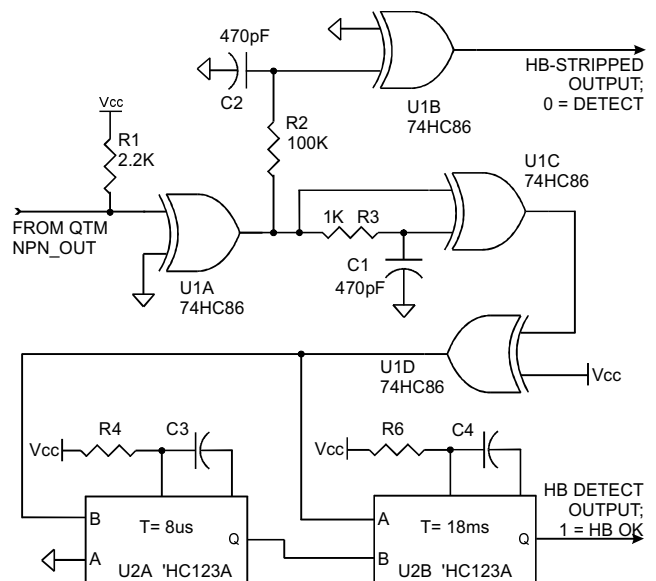 470pF
C2
HB-STRIPPED
OUTPUT;
0 = DETECT
U1B
74HC86
Vcc
R1
2.2K
R2
100K
U1C
74HC86
FROM QTM
NPN_OUT
1K R3
C1
470pF
U1A
74HC86
U1D
74HC86
Vcc
R4
C3
Vcc
R6
C4
Vcc
HB DETECT
OUTPUT;
1 = HB OK
B
T= 8us
Q
A
U2A 'HC123A
A
T= 18ms
Q
B
U2B 'HC123A